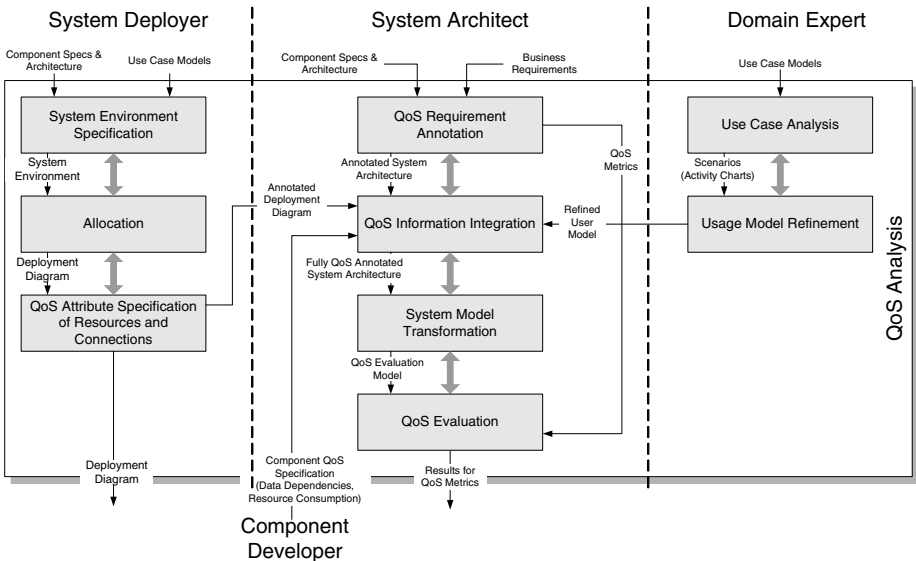 System Deployer
System Architect
Domain Expert
Component Specs &
Architecture
Use Case Models
Component Specs &
Architecture
Business
Requirements
Use Case Models
System Environment
Specification
QoS Requirement
Annotation
Use Case Analysis
System
Environment
Annotated System
Architecture
QoS
Metrics
Scenarios
(Activity Charts)
Allocation
Annotated
Deployment
Diagram
QoS Information Integration
Refined
User
Model
Usage Model Refinement
Deployment
Diagram
Fully QoS Annotated
System Architecture
QoS Attribute Specification
of Resources and
Connections
System Model
Transformation
QoS Analysis
QoS Evaluation
Model
QoS Evaluation
Deployment
Diagram
Component QoS
Specification
(Data Dependencies,
Resource Consumption)
Results for
QoS Metrics
Component
Developer